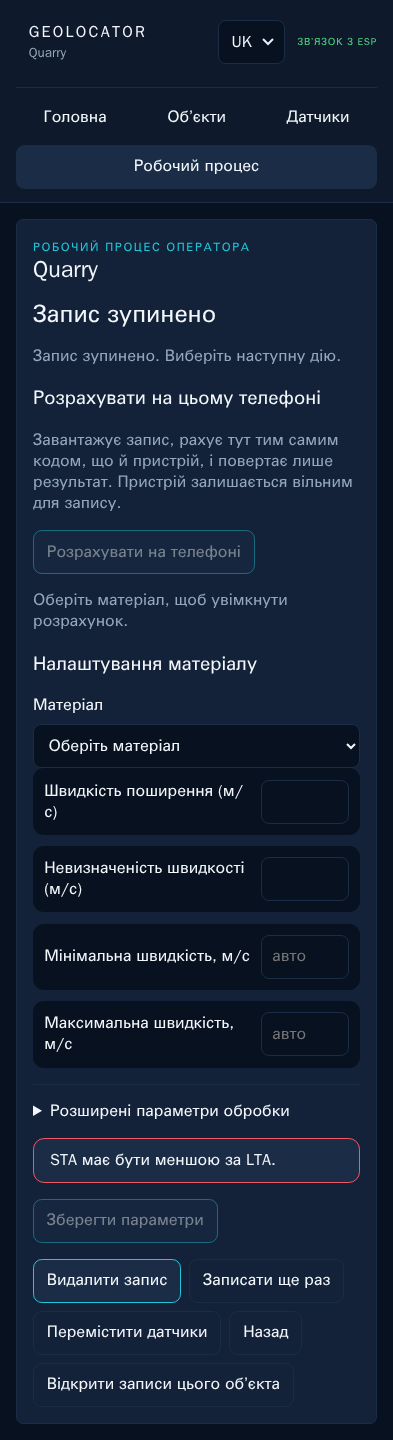 GEOLOCATOR
Quarry
UK
ЗВ'ЯЗОК З ESP
Головна
Об'єкти
Датчики
Робочий процес
РОБОЧИЙ ПРОЦЕС ОПЕРАТОРА
Quarry
Запис зупинено
Запис зупинено. Виберіть наступну дію.
Розрахувати на цьому телефоні
Завантажує запис, рахує тут тим самим
кодом, що й пристрій, і повертає лише
результат. Пристрій залишається вільним
для запису.
Розрахувати на телефоні
Оберіть матеріал, щоб увімкнути
розрахунок.
Налаштування матеріалу
Матеріал
Оберіть матеріал
Швидкість поширення (м/
с)
Невизначеність швидкості
(м/с)
Мінімальна швидкість, м/с
авто
Максимальна швидкість,
м/с
авто
Розширені параметри обробки
STA має бути меншою за LTA.
Зберегти параметри
Видалити запис
Записати ще раз
Перемістити датчики
Назад
Відкрити записи цього об'єкта